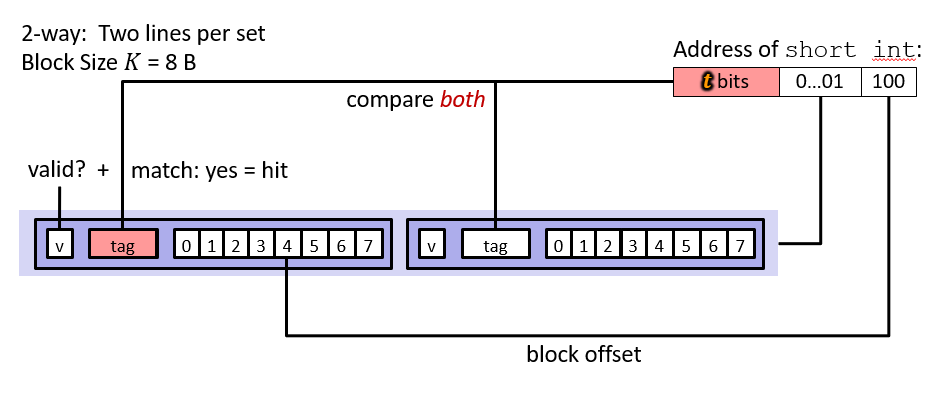 2-way: Two lines per set
Block Size K = 8 B
Address of short int:
t bits 0...01 100
compare both
valid? + match: yes = hit
v tag 0 1 2 3 4 5 6 7 v tag 0 1 2 3 4 5 6 7
block offset